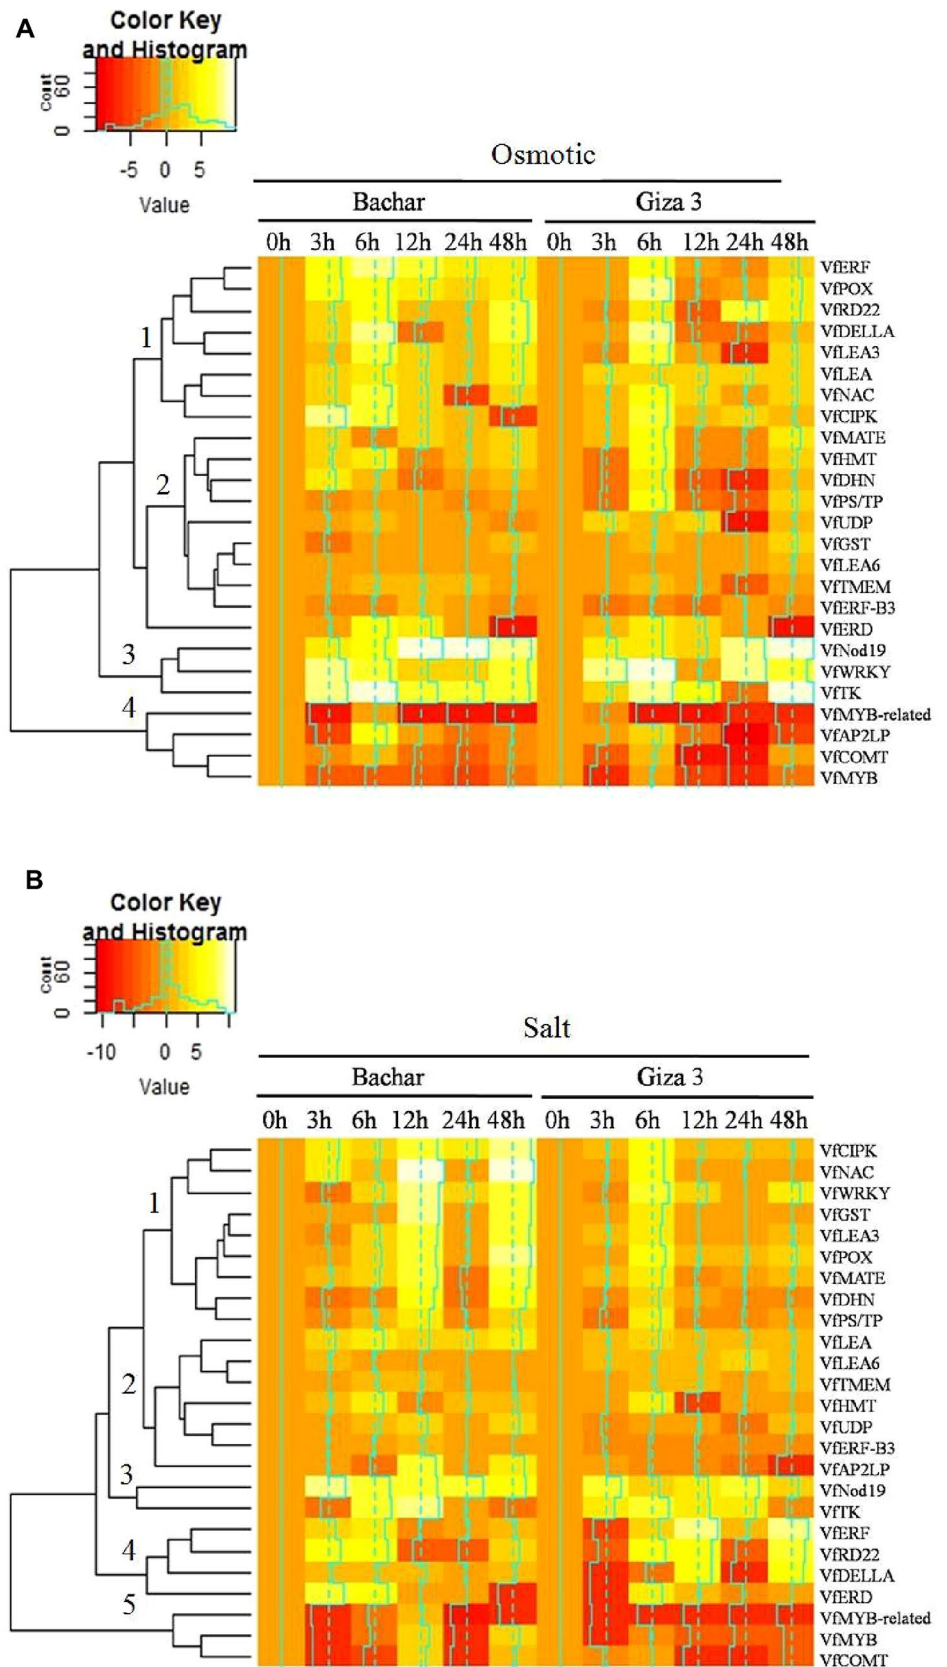 A
Color Key
and Histogram
Count
0 60
-5 0 5
Value
Osmotic
Bachar Giza 3
0h 3h 6h 12h 24h 48h 0h 3h 6h 12h 24h 48h
VfERF
VfPOX
VfRD22
1
VfDELLA
VfLEA3
VfLEA
VfNAC
VfCIPK
VfMATE
VfHMT
2
VfDHN
VfPS/TP
VfUDP
VfGST
VfLEA6
VfTMEM
VfERF-B3
VfERD
3
VfNod19
VfWRKY
VfTK
4
VfMYB-related
VfAP2LP
VfCOMT
VfMYB
B
Color Key
and Histogram
Count
0 60
-10 0 5
Value
Salt
Bachar Giza 3
0h 3h 6h 12h 24h 48h 0h 3h 6h 12h 24h 48h
VfCIPK
VfNAC
1
VfWRKY
VfGST
VfLEA3
VfPOX
VfMATE
VfDHN
VfPS/TP
VfLEA
VfLEA6
2
VfTMEM
VfHMT
VfUDP
VfERF-B3
VfAP2LP
3
VfNod19
VfTK
VfERF
4
VfRD22
VfDELLA
VfERD
5
VfMYB-related
VfMYB
VfCOMT